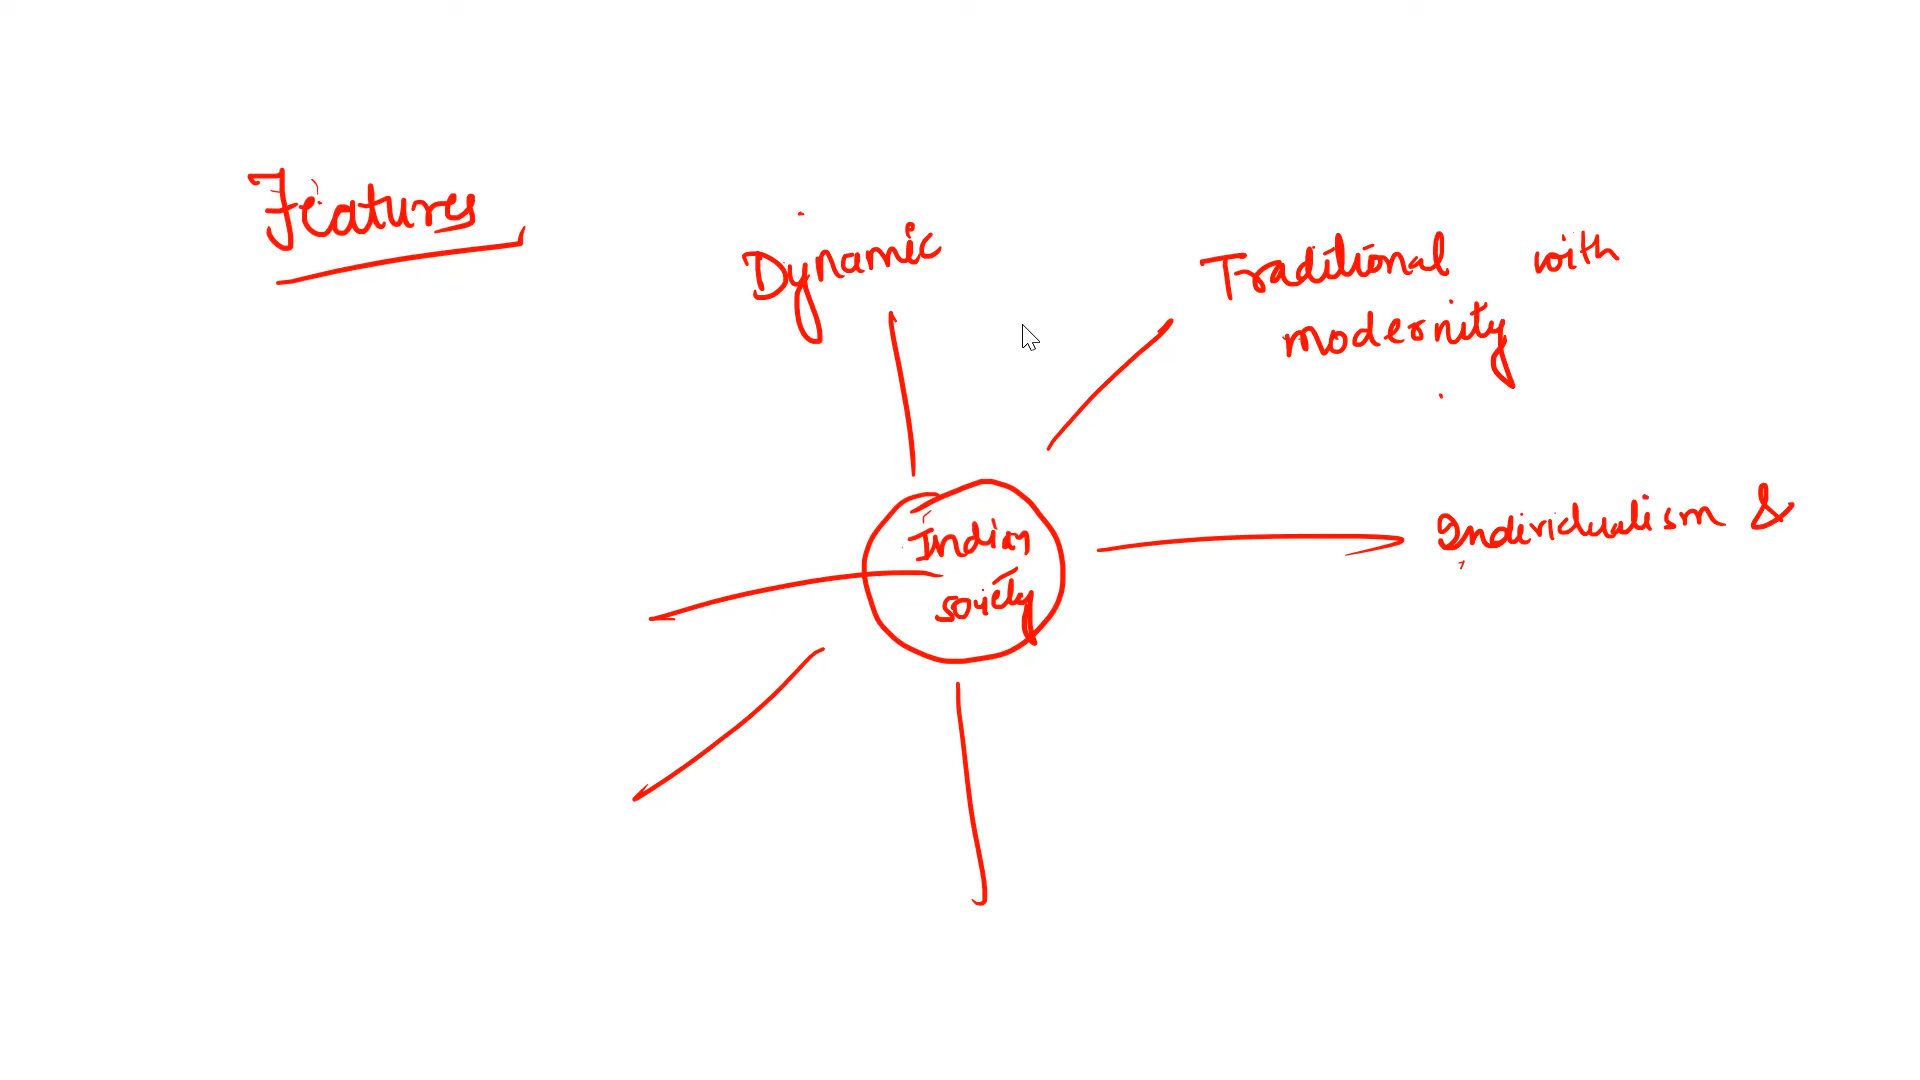 Features
Dynamic
Traditional with
modernity
Individualism &
Indian
society